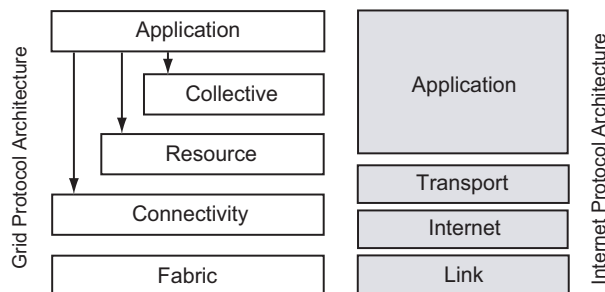 Grid Protocol Architecture
Application
Collective
Resource
Connectivity
Fabric
Application
Transport
Internet
Link
Internet Protocol Architecture